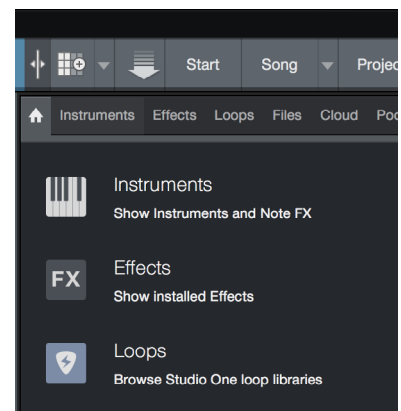 Start Song
Instruments Effects Loops Files Cloud
Instruments
Show Instruments and Note FX
FX
Effects
Show installed Effects
Loops
Browse Studio One loop libraries